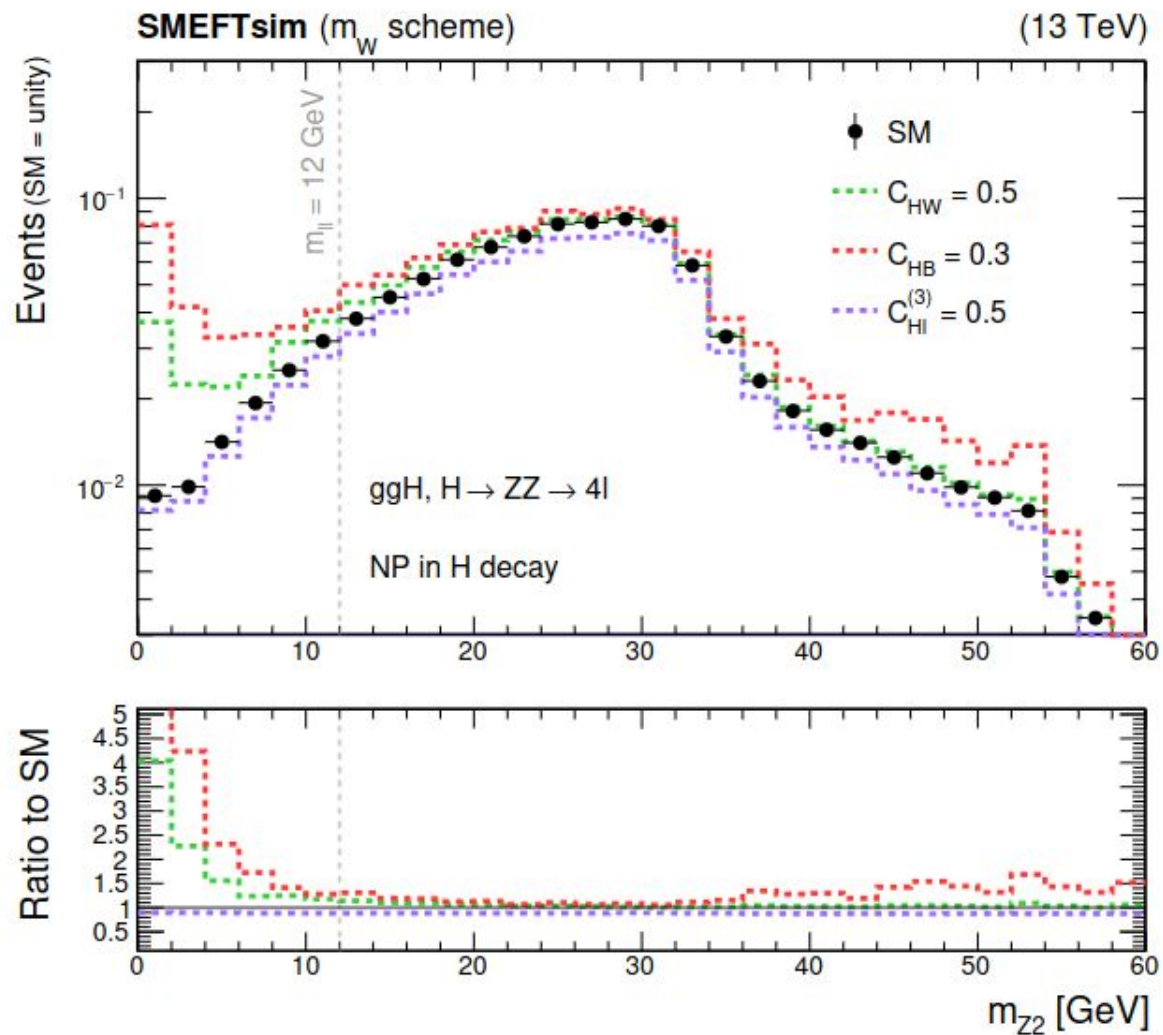 SMEFTsim (m_W scheme) (13 TeV)
Events (SM = unity)
10^-1
10^-2
m_ll = 12 GeV
SM
C_HW = 0.5
C_HB = 0.3
C_Hl^(3) = 0.5
ggH, H → ZZ → 4l
NP in H decay
0 10 20 30 40 50 60
Ratio to SM
5
4.5
4
3.5
3
2.5
2
1.5
1
0.5
0 10 20 30 40 50 60
m_Z2 [GeV]